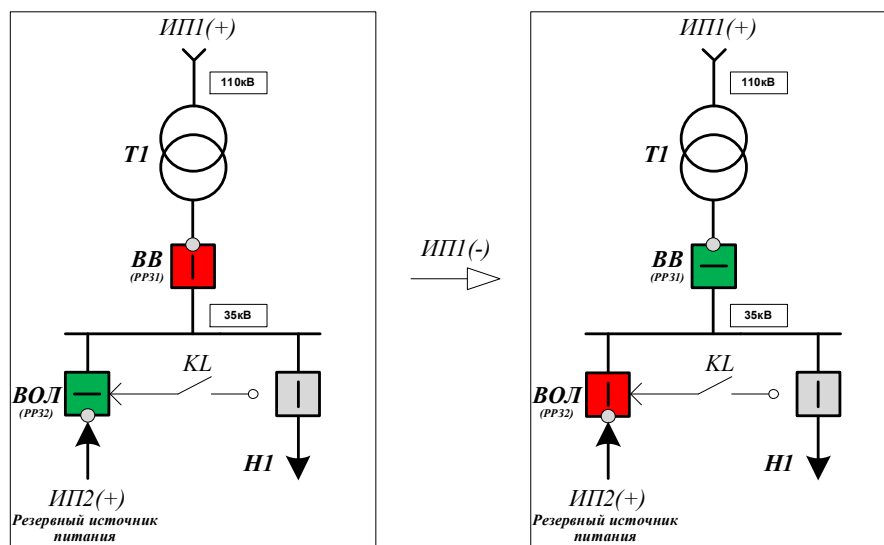 ИП1(+)
110кВ
Т1
ВВ
(РР31)
35кВ
KL
ВОЛ
(РР32)
Н1
ИП2(+)
Резервный источник
питания
ИП1(-)
ИП1(+)
110кВ
Т1
ВВ
(РР31)
35кВ
KL
ВОЛ
(РР32)
Н1
ИП2(+)
Резервный источник
питания